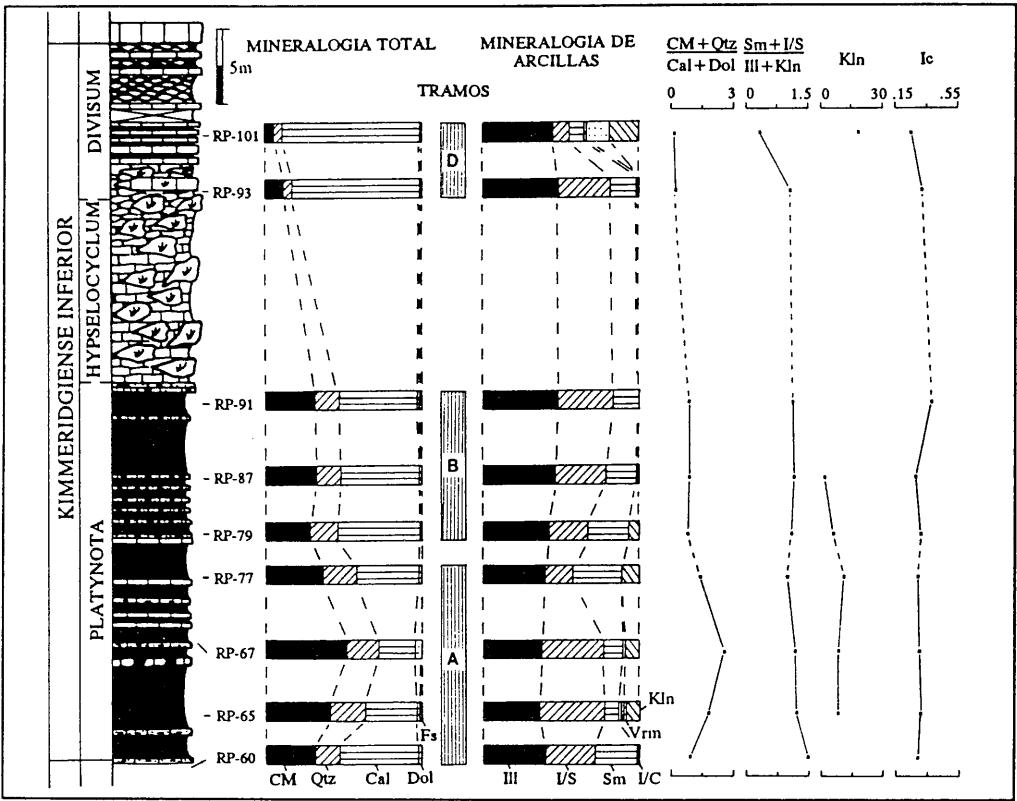 KIMMERIDGIENSE INFERIOR
PLATYNOTA
HYPSELOCYCLUM
DIVISUM
5m
MINERALOGIA TOTAL
MINERALOGIA DE
ARCILLAS
TRAMOS
CM+Qtz
Cal+Dol
0 3
Sm+I/S
Ill+Kln
0 1.5
Kln
0 30
Ic
.15 .55
RP-101
RP-93
RP-91
RP-87
RP-79
RP-77
RP-67
RP-65
RP-60
D
B
A
Fs
Kln
Vrm
CM Qtz Cal Dol
Ill I/S Sm I/C